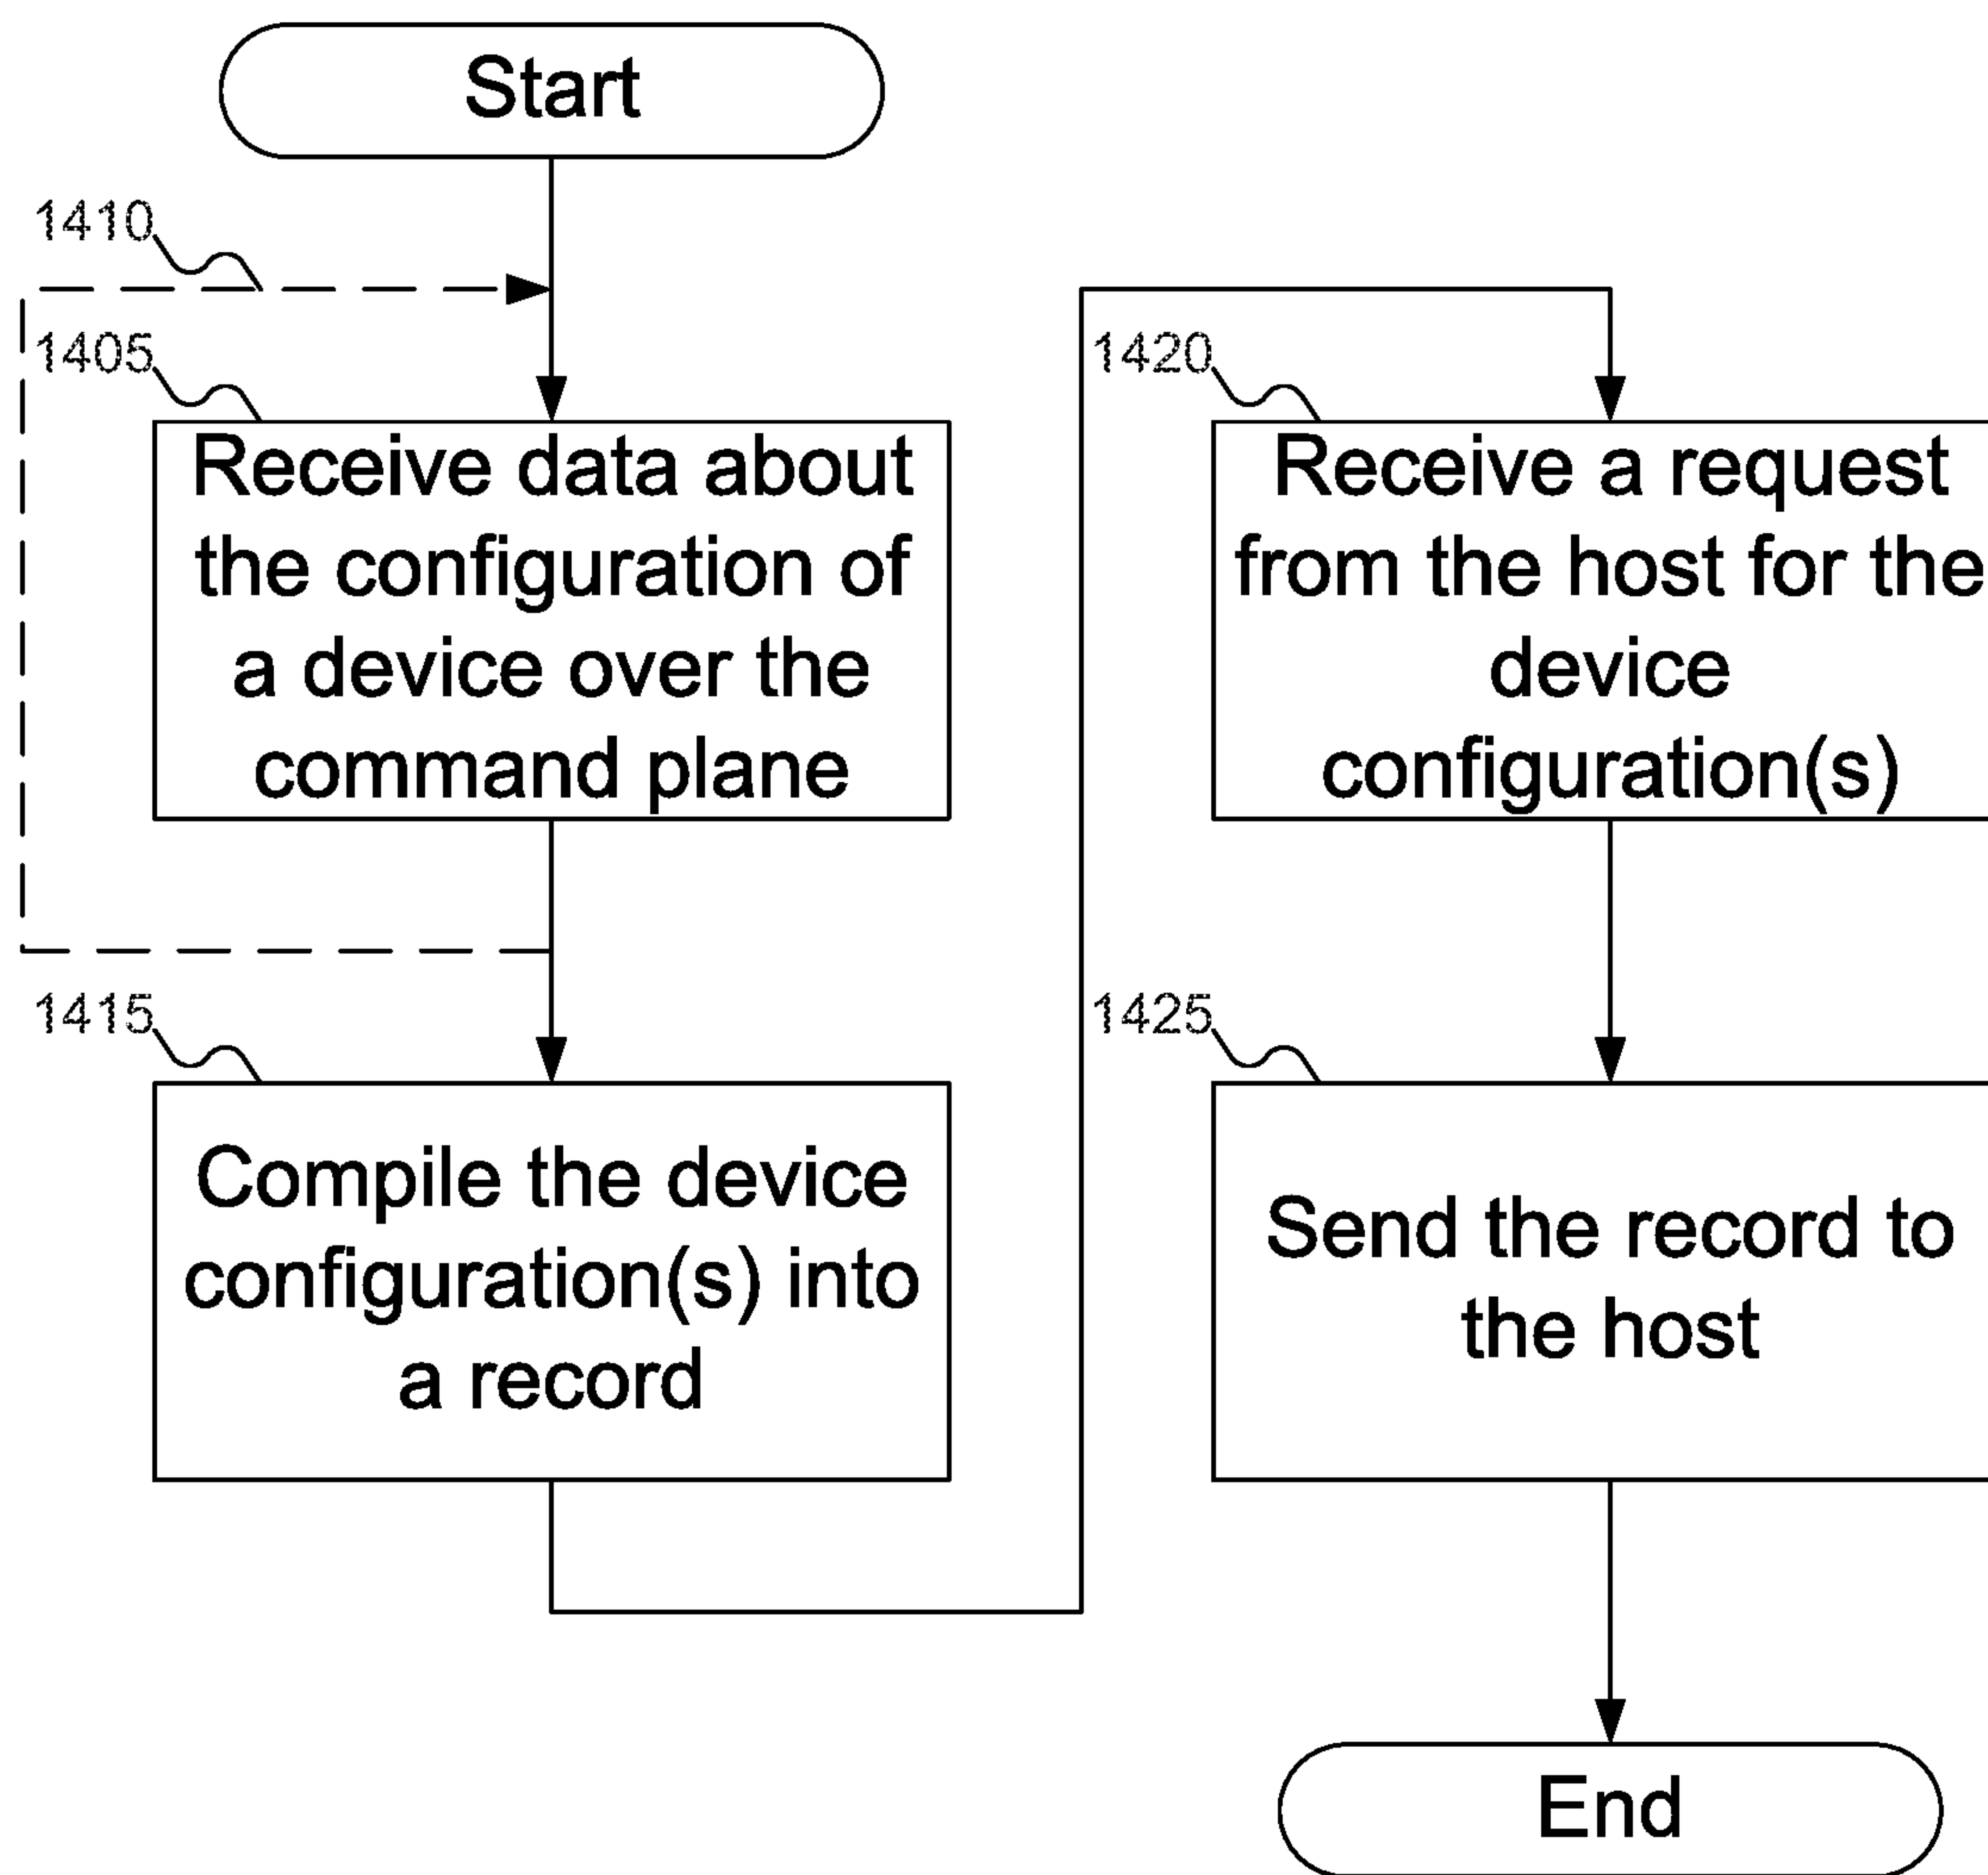 Start
1410
1405
Receive data about
the configuration of
a device over the
command plane
1415
Compile the device
configuration(s) into
a record
1420
Receive a request
from the host for the
device
configuration(s)
1425
Send the record to
the host
End